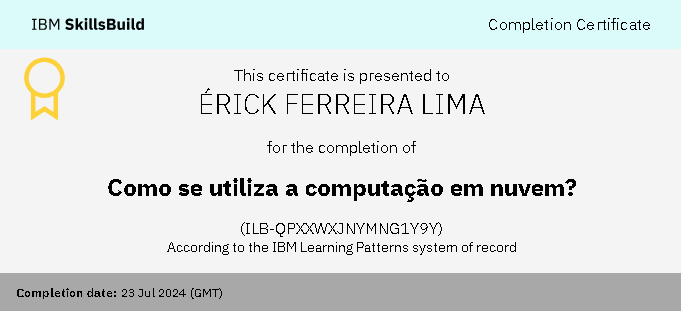 IBM SkillsBuild
Completion Certificate
This certificate is presented to
ÉRICK FERREIRA LIMA
for the completion of
Como se utiliza a computação em nuvem?
(ILB-QPXXWXJNYMNG1Y9Y)
According to the IBM Learning Patterns system of record
Completion date: 23 Jul 2024 (GMT)